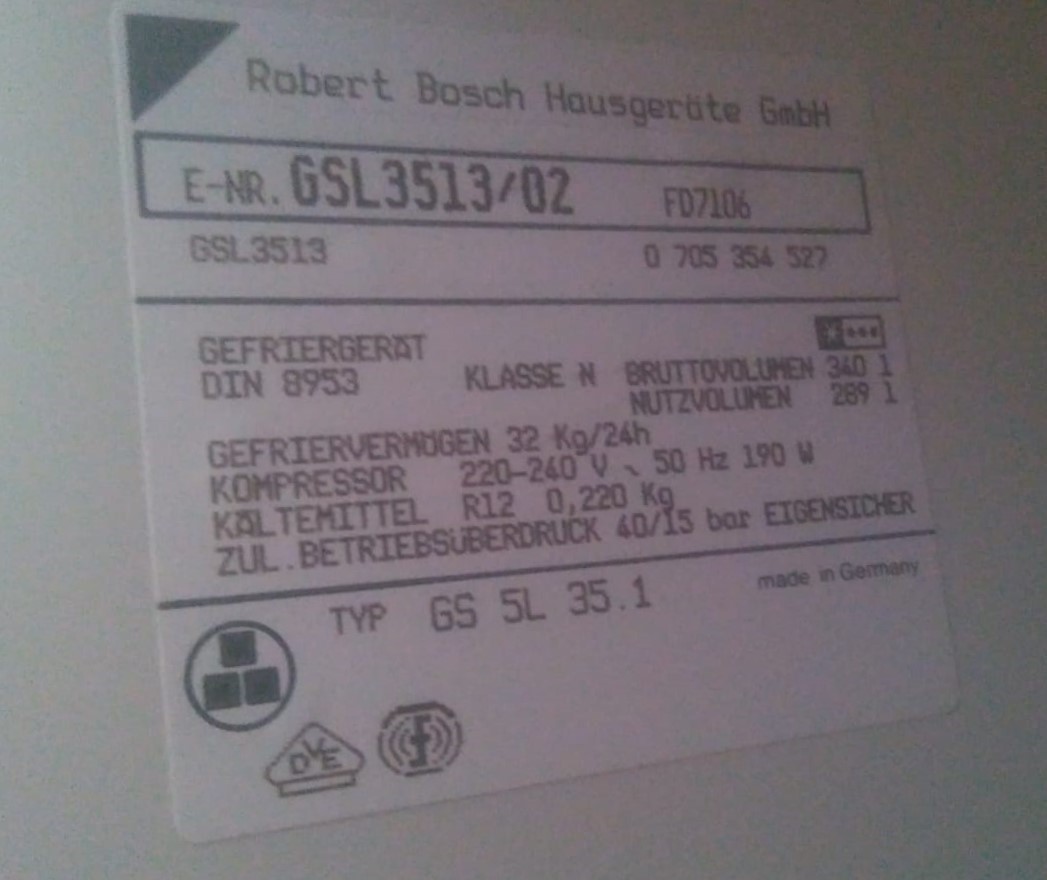 Robert Bosch Hausgeräte GmbH
E-NR. GSL3513/02 FD7106
GSL3513 0 705 354 527
GEFRIERGERÄT
DIN 8953 KLASSE N BRUTTOVOLUMEN 340 l
NUTZVOLUMEN 289 l
GEFRIERVERMÖGEN 32 Kg/24h
KOMPRESSOR 220-240 V ~ 50 Hz 190 W
KÄLTEMITTEL R12 0,220 Kg
ZUL.BETRIEBSÜBERDRUCK 40/15 bar EIGENSICHER
TYP GS 5L 35.1 made in Germany
DVE